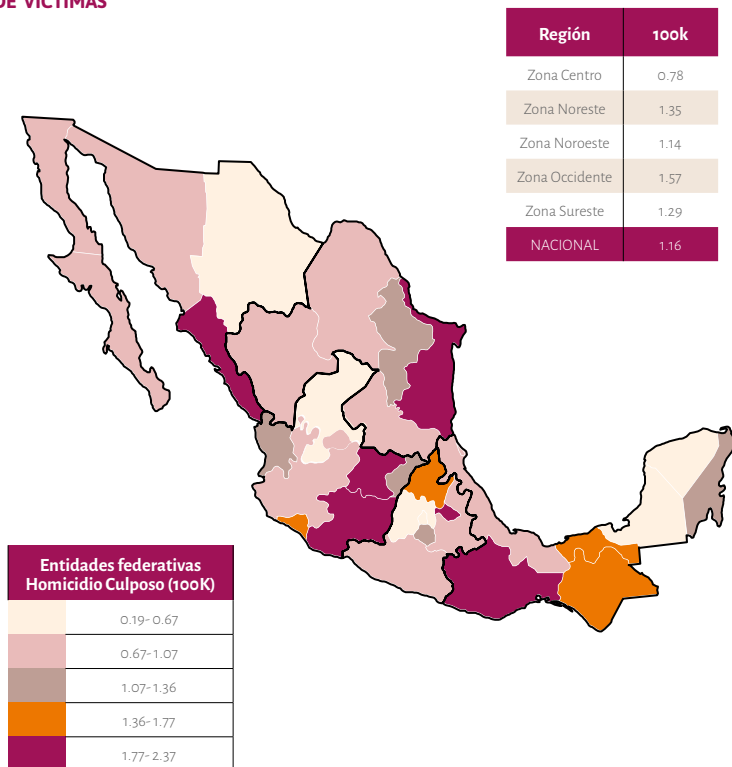 DE VÍCTIMAS
Región 100k
Zona Centro 0.78
Zona Noreste 1.35
Zona Noroeste 1.14
Zona Occidente 1.57
Zona Sureste 1.29
NACIONAL 1.16
Entidades federativas
Homicidio Culposo (100K)
0.19-0.67
0.67-1.07
1.07-1.36
1.36-1.77
1.77-2.37